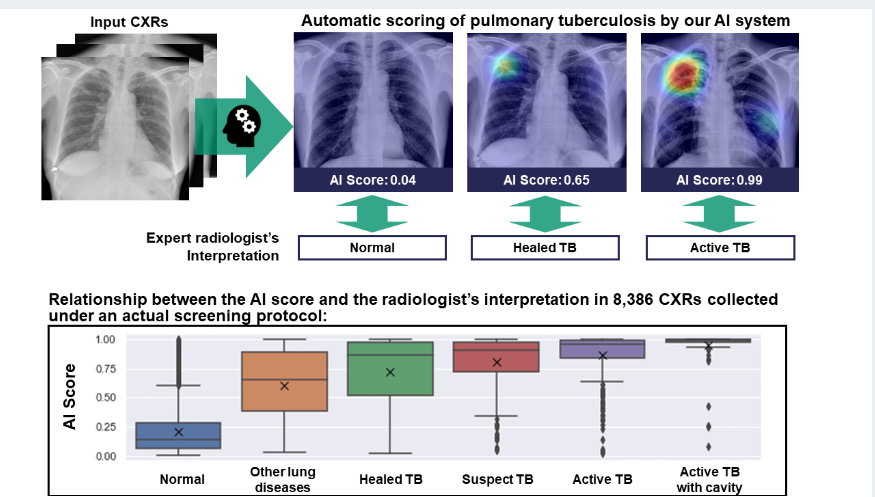 Input CXRs
Automatic scoring of pulmonary tuberculosis by our AI system
AI Score: 0.04
AI Score: 0.65
AI Score: 0.99
Expert radiologist's
Interpretation
Normal
Healed TB
Active TB
Relationship between the AI score and the radiologist's interpretation in 8,386 CXRs collected
under an actual screening protocol:
AI Score
1.00
0.75
0.50
0.25
0.00
Normal
Other lung
diseases
Healed TB
Suspect TB
Active TB
Active TB
with cavity